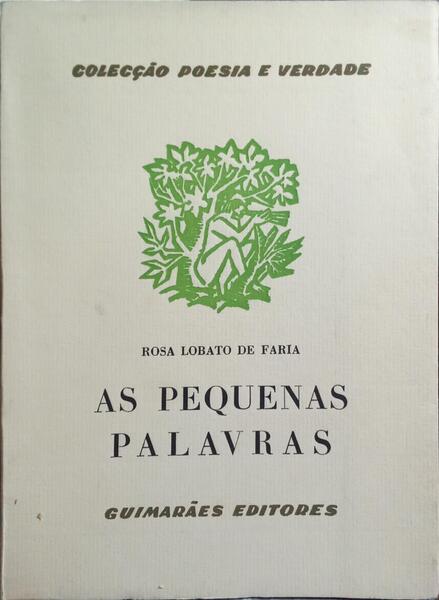 COLECÇÃO POESIA E VERDADE
ROSA LOBATO DE FARIA
AS PEQUENAS
PALAVRAS
GUIMARÃES EDITORES